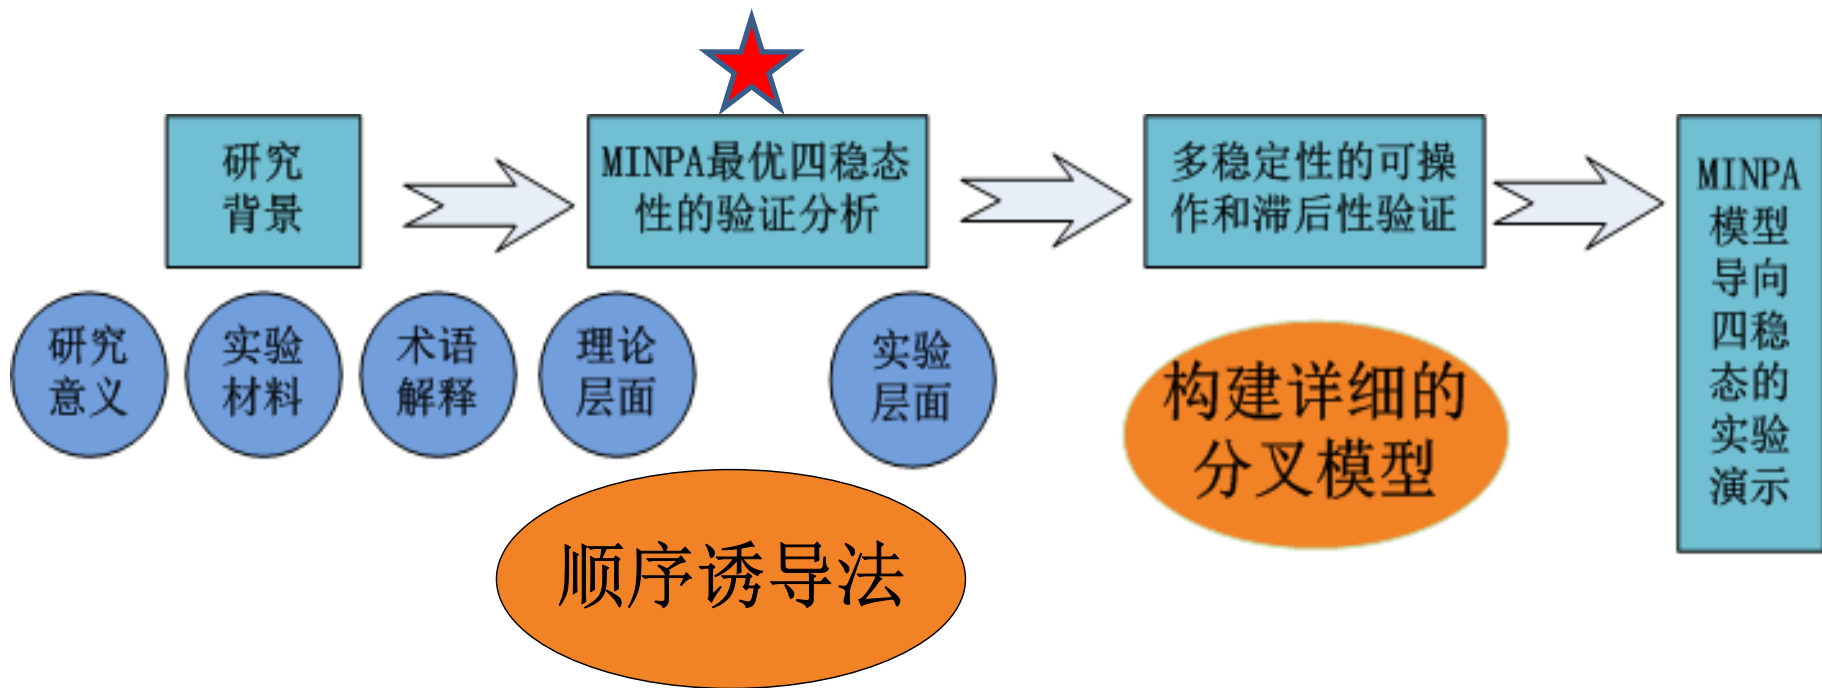 研究
背景
MINPA最优四稳态
性的验证分析
多稳定性的可操
作和滞后性验证
MINPA
模型
导向
四稳
态的
实验
演示
研究
意义
实验
材料
术语
解释
理论
层面
实验
层面
构建详细的
分叉模型
顺序诱导法